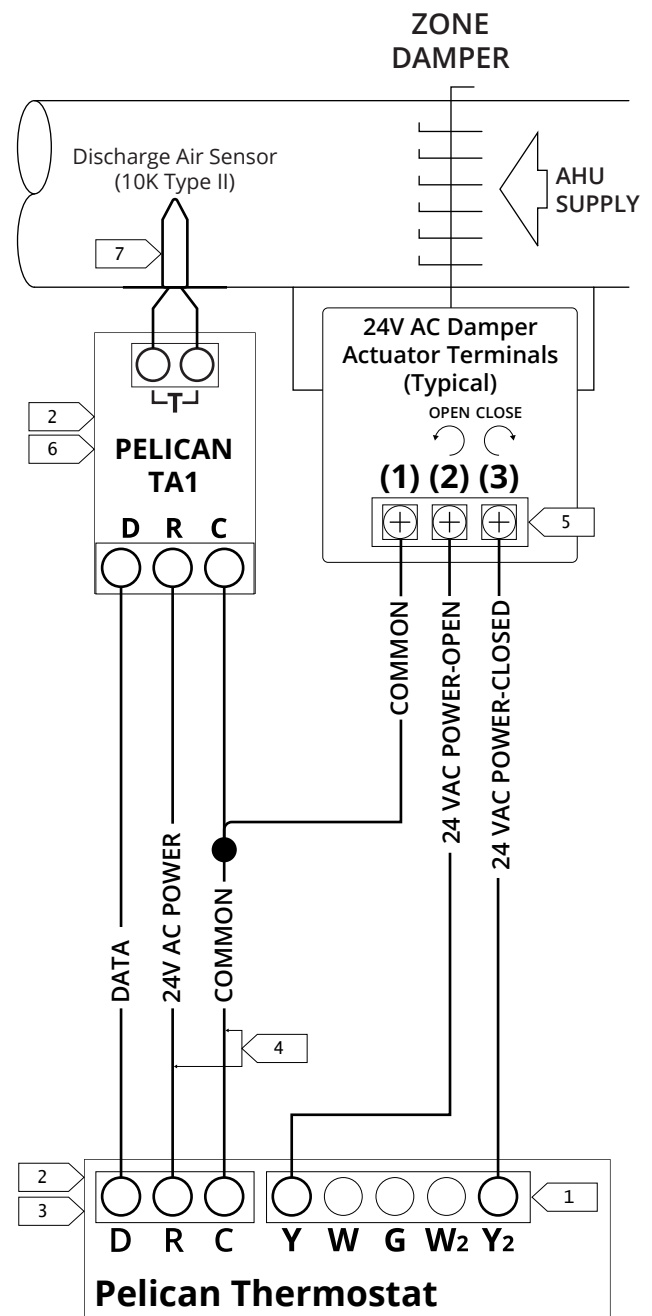 ZONE
DAMPER
Discharge Air Sensor
(10K Type II)
AHU
SUPPLY
7
24V AC Damper
Actuator Terminals
(Typical)
OPEN CLOSE
(1) (2) (3)
5
T
2
6
PELICAN
TA1
D R C
COMMON
24 VAC POWER-OPEN
24 VAC POWER-CLOSED
DATA
24V AC POWER
COMMON
4
2
3
1
D R C Y W G W2 Y2
Pelican Thermostat